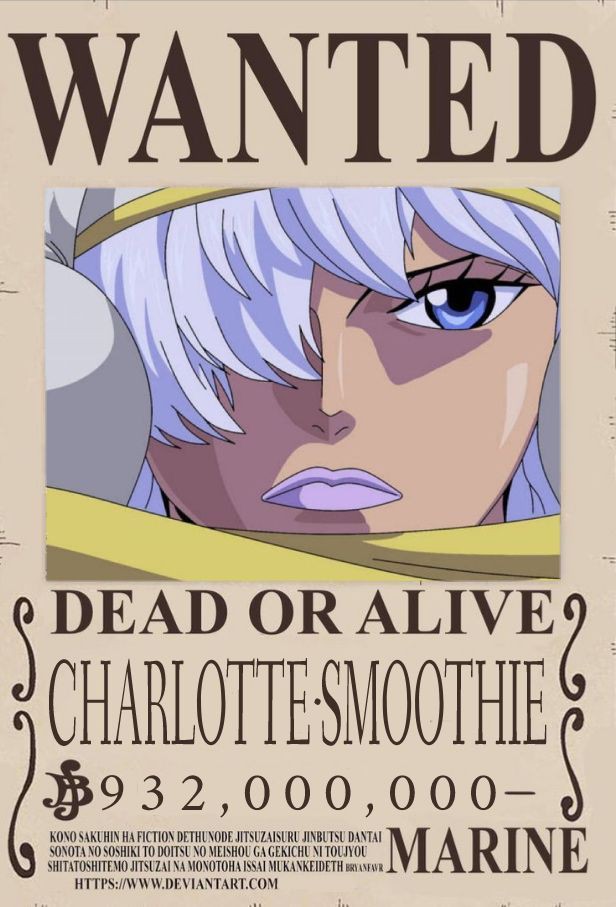 WANTED
DEAD OR ALIVE
CHARLOTTE·SMOOTHIE
932,000,000–
KONO SAKUHIN HA FICTION DETHUNODE JITSUZAISURU JINBUTSU DANTAI
SONOTA NO SOSHIKI TO DOITSU NO MEISHOU GA GEKICHU NI TOUJYOU
SHITATOSHITEMO JITSUZAI NA MONOTOHA ISSAI MUKANKEIDETH BRYANFAVR
HTTPS://WWW.DEVIANTART.COM
MARINE